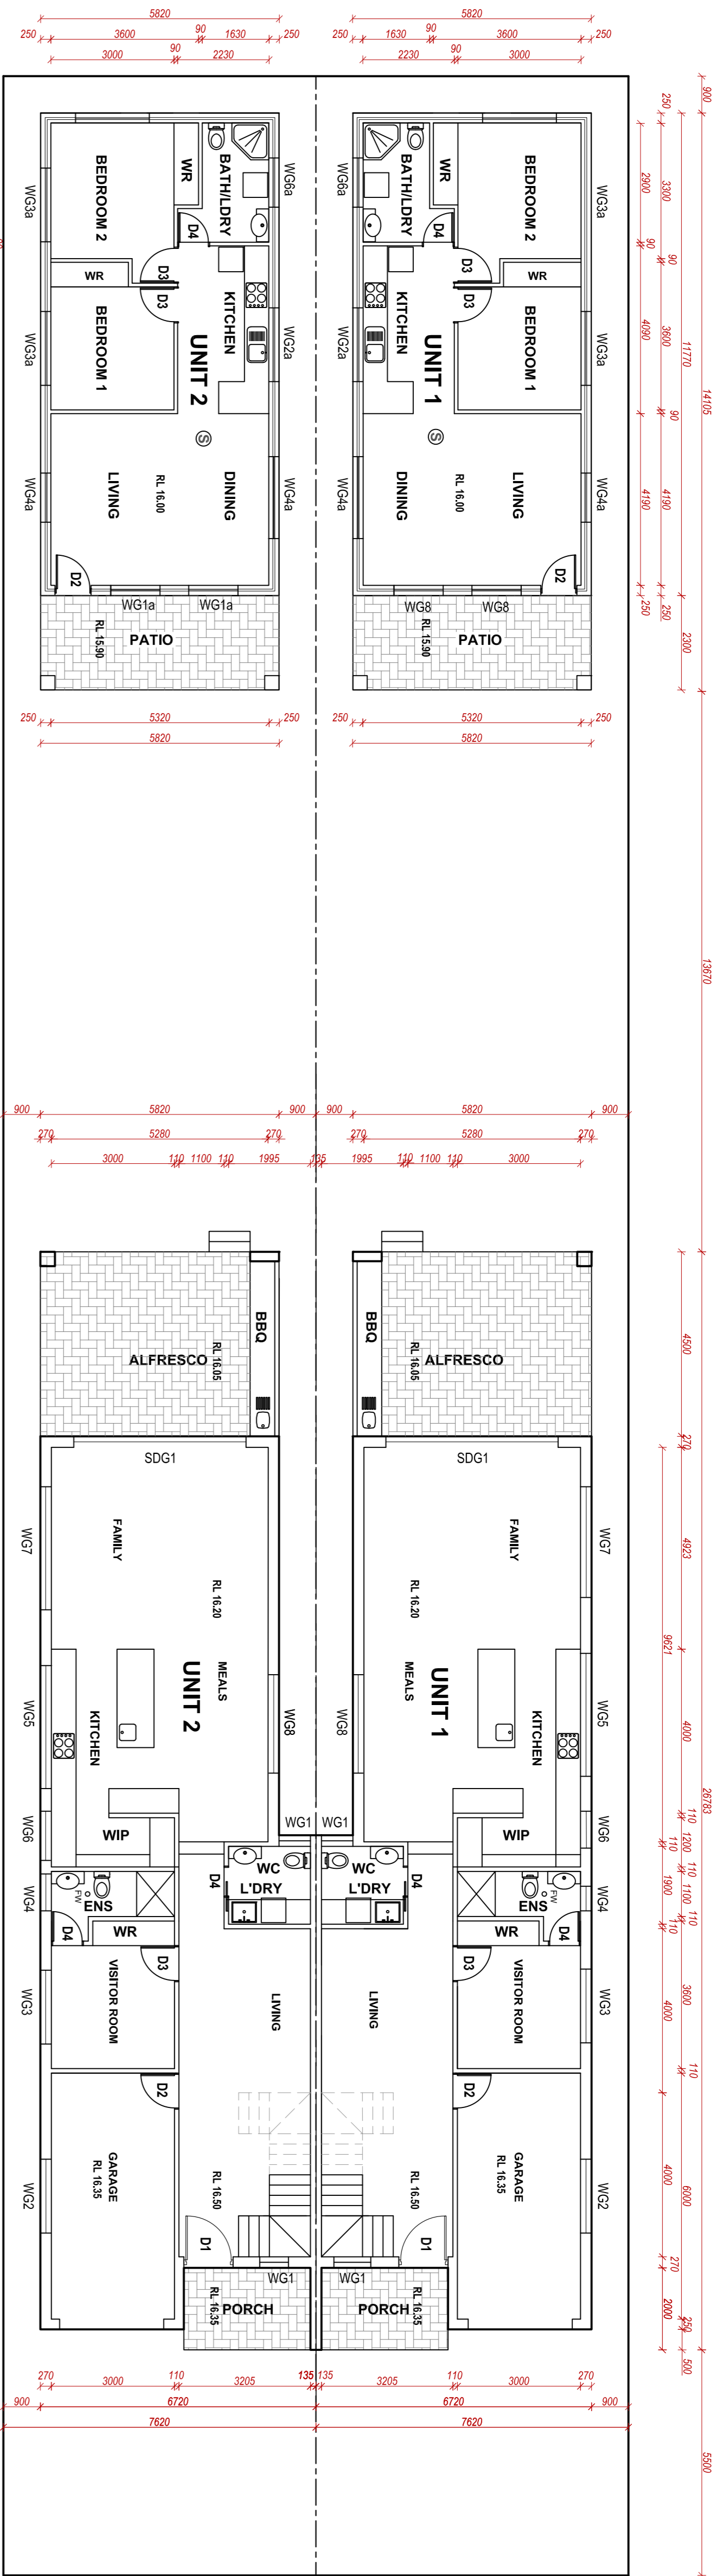 5820 5820
250 3600 90 1630 250 250 1630 90 3600 250
3000 90 2230 2230 90 3000
900
250 11770 14105
2900 3300
90 90
4090 3600
90
4190 4190
250 250 2300
WG3a BEDROOM 2 WR BATH/LDRY WG6a WG6a BATH/LDRY WR BEDROOM 2 WG3a
D4 D4
D3 D3
WR WR
D3 D3
WG3a BEDROOM 1 KITCHEN WG2a WG2a KITCHEN BEDROOM 1 WG3a
UNIT 2 UNIT 1
S S
WG4a LIVING RL 16.00 DINING WG4a WG4a DINING RL 16.00 LIVING WG4a
D2 D2
WG1a WG1a WG8 WG8
RL 15.90 PATIO RL 15.90 PATIO
250 5320 250 250 5320 250
5820 5820
13670
900 5820 900 900 5820 900
270 5280 270 270 5280 270
3000 110 1100 110 1995 135 1995 110 1100 110 3000
BBQ BBQ
ALFRESCO RL 16.05 RL 16.05 ALFRESCO
4500
270
SDG1 SDG1
WG7 FAMILY FAMILY WG7
4923
RL 16.20 RL 16.20
9621
MEALS MEALS
UNIT 2 UNIT 1
WG5 KITCHEN WG8 WG8 KITCHEN WG5
4000 26783
WG1 WG1
WG6 WIP WIP WG6
110 1200 110
WC WC
L'DRY L'DRY
D4 D4
WG4 FW ENS ENS FW WG4
110 1100 110 1900 110
D4 WR WR D4
D3 D3
WG3 VISITOR ROOM LIVING LIVING VISITOR ROOM WG3
3600 4000
110
D2 D2
WG2 GARAGE RL 16.35 RL 16.50 RL 16.50 GARAGE RL 16.35 WG2
4000 6000
D1 D1
WG1 WG1
270
RL 16.35 PORCH PORCH RL 16.35
2000 250
500
270 3000 110 3205 135 135 3205 110 3000 270
900 6720 6720 900
7620 7620
5500